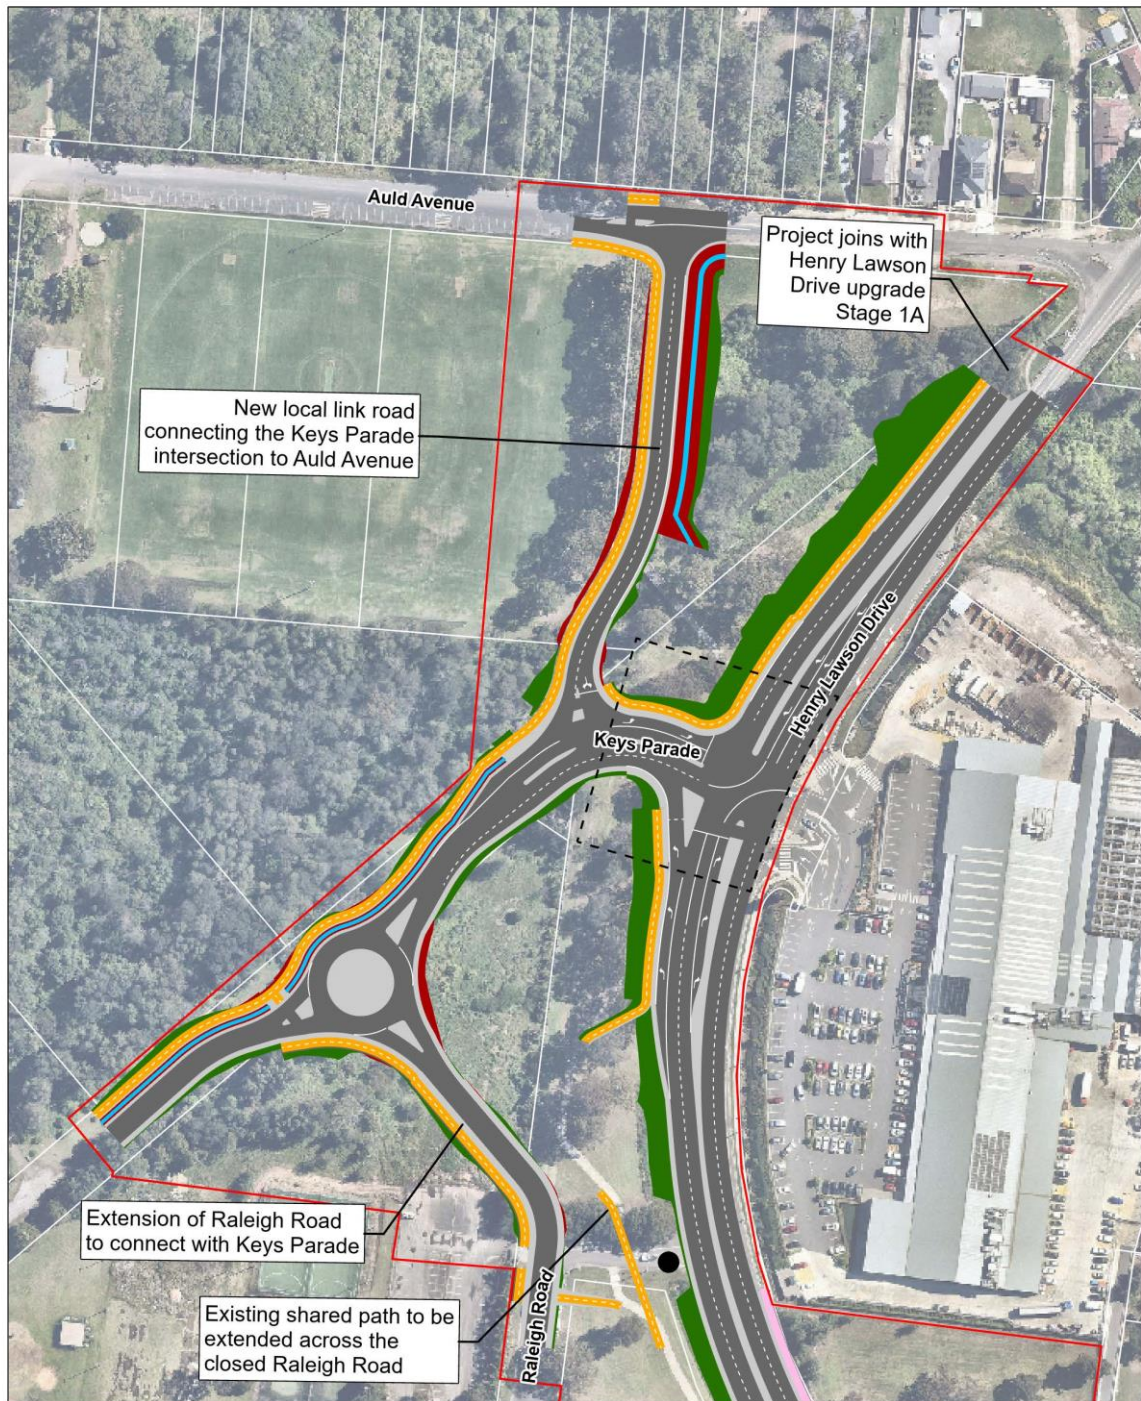 Auld Avenue
Project joins with
Henry Lawson
Drive upgrade
Stage 1A
New local link road
connecting the Keys Parade
intersection to Auld Avenue
Henry Lawson Drive
Keys Parade
Extension of Raleigh Road
to connect with Keys Parade
Existing shared path to be
extended across the
closed Raleigh Road
Raleigh Road